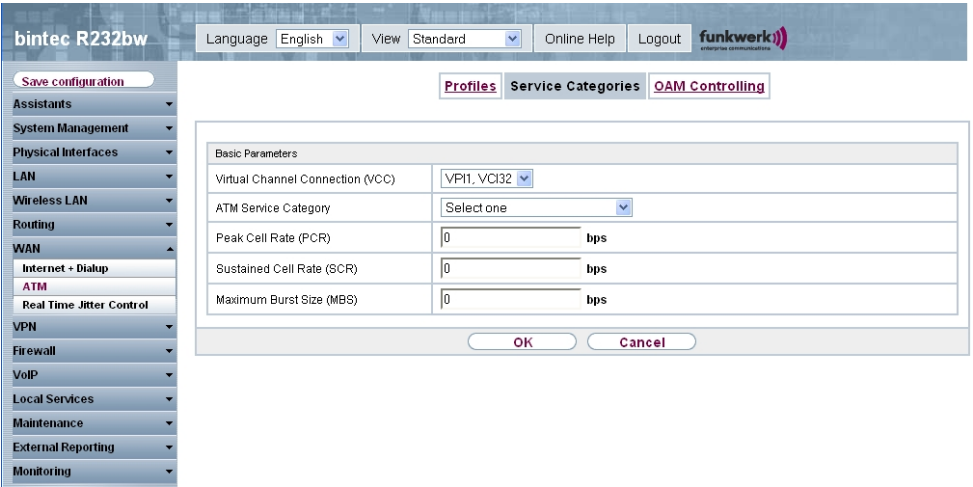 bintec R232bw
Language English View Standard Online Help Logout funkwerk
enterprise communications
Save configuration
Assistants
System Management
Physical Interfaces
LAN
Wireless LAN
Routing
WAN
Internet + Dialup
ATM
Real Time Jitter Control
VPN
Firewall
VoIP
Local Services
Maintenance
External Reporting
Monitoring
Profiles Service Categories OAM Controlling
Basic Parameters
Virtual Channel Connection (VCC) VPI1, VCI32
ATM Service Category Select one
Peak Cell Rate (PCR) 0 bps
Sustained Cell Rate (SCR) 0 bps
Maximum Burst Size (MBS) 0 bps
OK Cancel